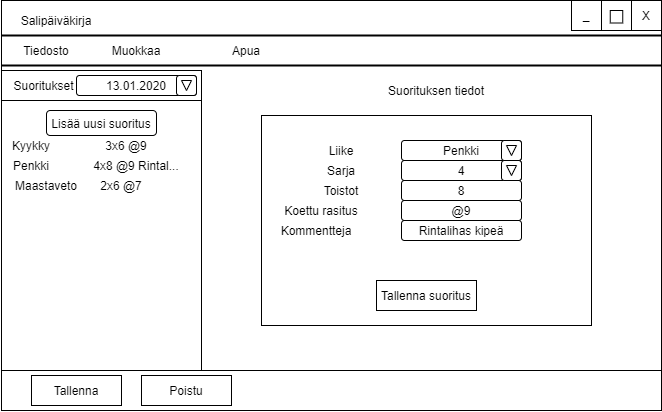 Salipäiväkirja
_ X
Tiedosto Muokkaa Apua
Suoritukset 13.01.2020
Lisää uusi suoritus
Kyykky 3x6 @9
Penkki 4x8 @9 Rintal...
Maastaveto 2x6 @7
Suorituksen tiedot
Liike Penkki
Sarja 4
Toistot 8
Koettu rasitus @9
Kommentteja Rintalihas kipeä
Tallenna suoritus
Tallenna Poistu